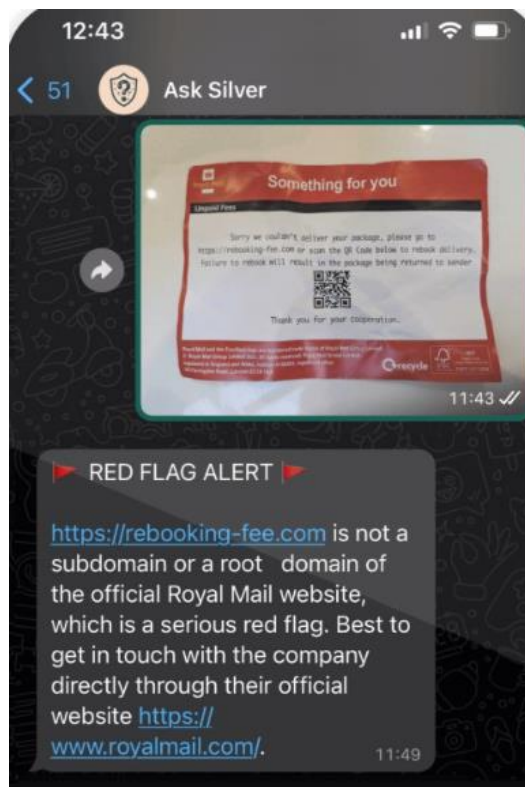 12:43
51 Ask Silver
Something for you
Unpaid Fees
Sorry we couldn't deliver your package, please go to
https://rebooking-fee.com or scan the QR Code below to rebook delivery.
Failure to rebook will result in the package being returned to sender
Thank you for your cooperation.
recycle
11:43
RED FLAG ALERT
https://rebooking-fee.com is not a
subdomain or a root domain of
the official Royal Mail website,
which is a serious red flag. Best to
get in touch with the company
directly through their official
website https://
www.royalmail.com/.
11:49